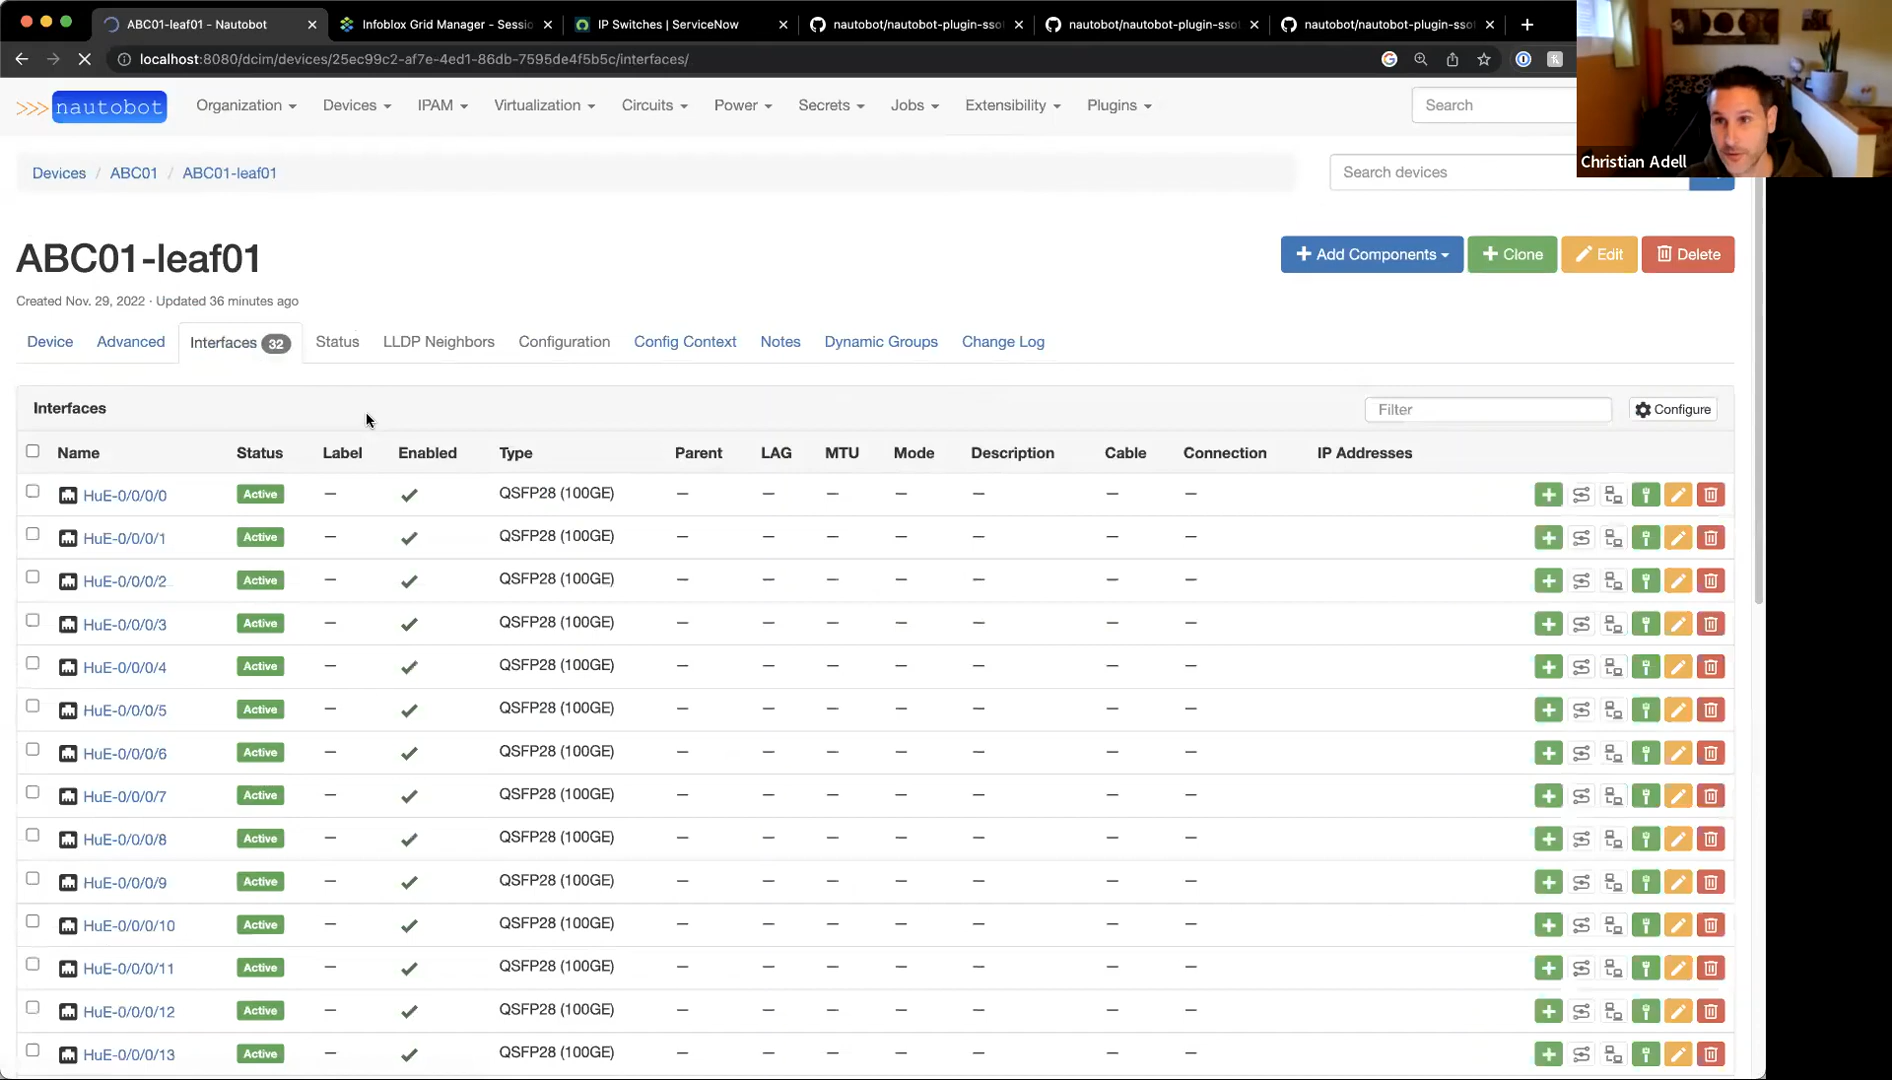 ABC01-leaf01 - Nautobot
Infoblox Grid Manager - Sessio
IP Switches | ServiceNow
nautobot/nautobot-plugin-sso
nautobot/nautobot-plugin-sso
nautobot/nautobot-plugin-sso
localhost:8080/dcim/devices/25ec99c2-af7e-4ed1-86db-7595de4f5b5c/interfaces/
>>> nautobot Organization Devices IPAM Virtualization Circuits Power Secrets Jobs Extensibility Plugins Search
Christian Adell
Devices / ABC01 / ABC01-leaf01 Search devices
ABC01-leaf01
+ Add Components + Clone Edit Delete
Created Nov. 29, 2022 · Updated 36 minutes ago
Device Advanced Interfaces 32 Status LLDP Neighbors Configuration Config Context Notes Dynamic Groups Change Log
Interfaces Filter Configure
Name Status Label Enabled Type Parent LAG MTU Mode Description Cable Connection IP Addresses
HuE-0/0/0/0 Active — QSFP28 (100GE) — — — — — — —
HuE-0/0/0/1 Active — QSFP28 (100GE) — — — — — — —
HuE-0/0/0/2 Active — QSFP28 (100GE) — — — — — — —
HuE-0/0/0/3 Active — QSFP28 (100GE) — — — — — — —
HuE-0/0/0/4 Active — QSFP28 (100GE) — — — — — — —
HuE-0/0/0/5 Active — QSFP28 (100GE) — — — — — — —
HuE-0/0/0/6 Active — QSFP28 (100GE) — — — — — — —
HuE-0/0/0/7 Active — QSFP28 (100GE) — — — — — — —
HuE-0/0/0/8 Active — QSFP28 (100GE) — — — — — — —
HuE-0/0/0/9 Active — QSFP28 (100GE) — — — — — — —
HuE-0/0/0/10 Active — QSFP28 (100GE) — — — — — — —
HuE-0/0/0/11 Active — QSFP28 (100GE) — — — — — — —
HuE-0/0/0/12 Active — QSFP28 (100GE) — — — — — — —
HuE-0/0/0/13 Active — QSFP28 (100GE) — — — — — — —